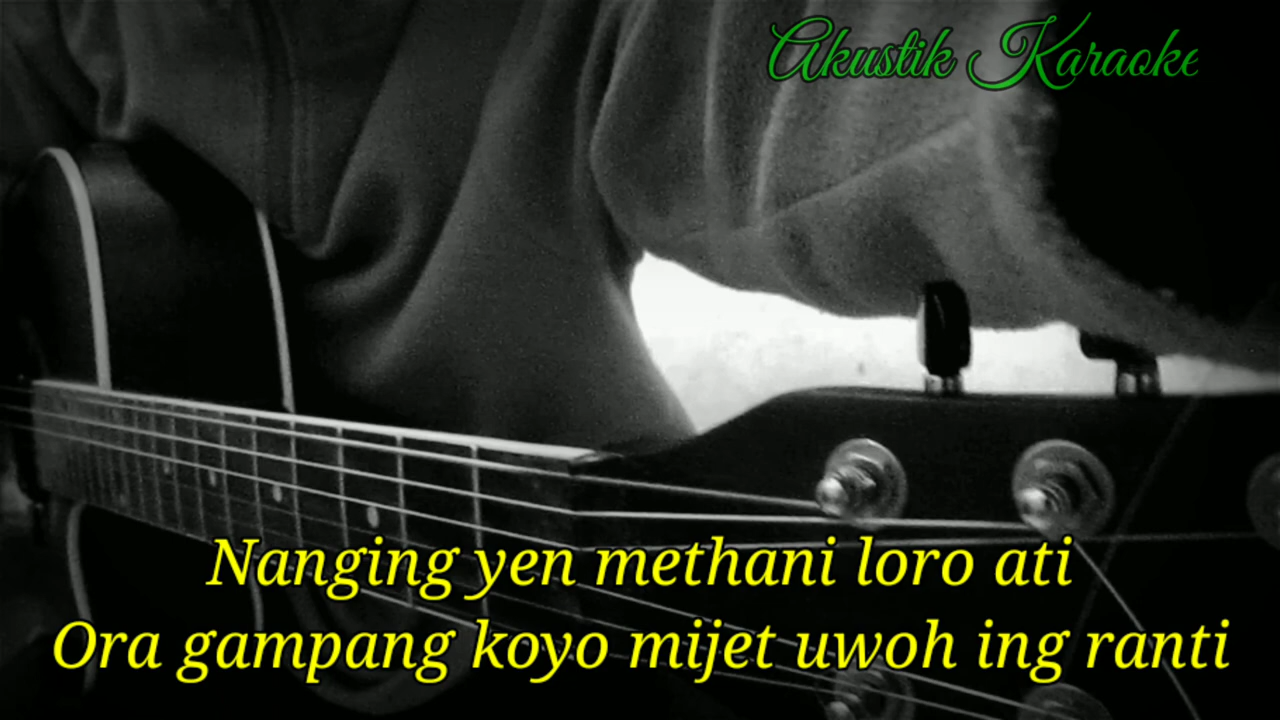 Akustik Karaoke
Nanging yen methani loro ati
Ora gampang koyo mijet uwoh ing ranti